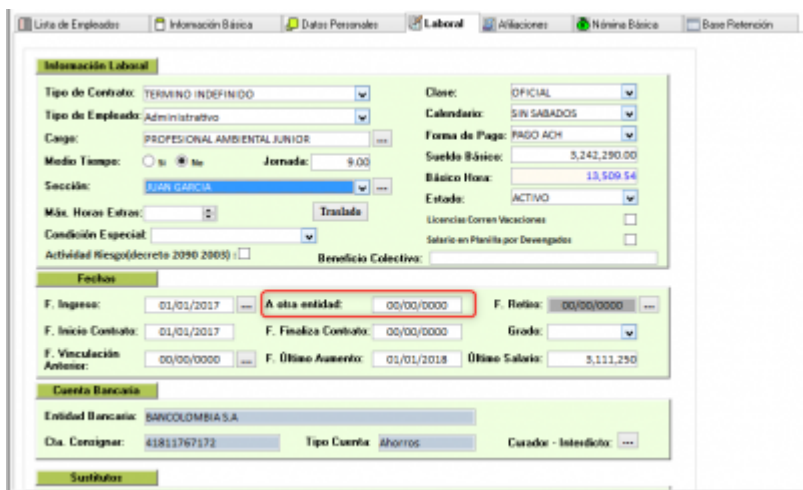 Lista de Empleados Información Básica Datos Personales Laboral Afiliaciones Nómina Básica Base Retención
Información Laboral
Tipo de Contrato: TERMINO INDEFINIDO Clase: OFICIAL
Tipo de Empleado: Administrativo Calendario: SIN SABADOS
Cargo: PROFESIONAL AMBIENTAL JUNIOR ... Forma de Pago: PAGO ACH
Medio Tiempo: Si No Jornada: 9.00 Sueldo Básico: 3,242,290.00
Sección: JUAN GARCIA ... Básico Hora: 13,509.54
Estado: ACTIVO
Máx. Horas Extras: Traslado Licencias Corren Vacaciones
Condición Especial: Salario en Planilla por Devengados
Actividad Riesgo(decreto 2090 2003) : Beneficio Colectivo:
Fechas
F. Ingreso: 01/01/2017 ... A otra entidad: 00/00/0000 F. Retiro: 00/00/0000 ...
F. Inicio Contrato: 01/01/2017 F. Finaliza Contrato: 00/00/0000 Grado:
F. Vinculación Anterior: 00/00/0000 ... F. Último Aumento: 01/01/2018 Último Salario: 3,111,290
Cuenta Bancaria
Entidad Bancaria: BANCOLOMBIA S.A
Cta. Consignar: 41811767172 Tipo Cuenta Ahorros Curador - Interdicto: ...
Sustitutos